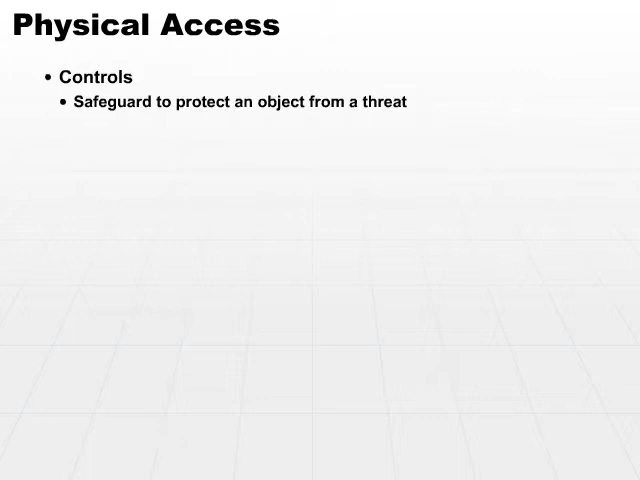 Physical Access
• Controls
• Safeguard to protect an object from a threat